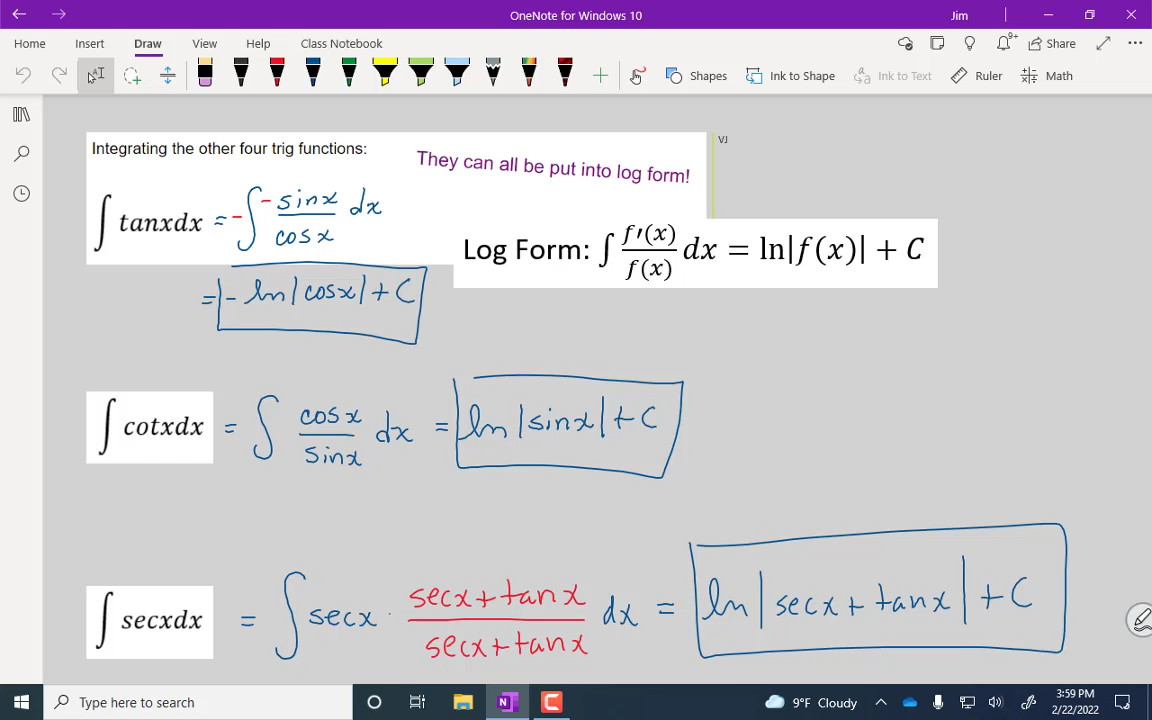 OneNote for Windows 10
Jim
Home Insert Draw View Help Class Notebook
9+
Share
Shapes Ink to Shape Ink to Text Ruler Math
Integrating the other four trig functions:
They can all be put into log form!
VJ
∫ tanxdx = -∫ -sinx/cosx dx
Log Form: ∫ f′(x)/f(x) dx = ln|f(x)| + C
= -ln|cosx| + C
∫ cotxdx = ∫ cosx/sinx dx = ln|sinx| + C
∫ secxdx = ∫ secx · secx+tanx/secx+tanx dx = ln|secx+tanx| + C
Type here to search
9°F Cloudy
3:59 PM
2/22/2022